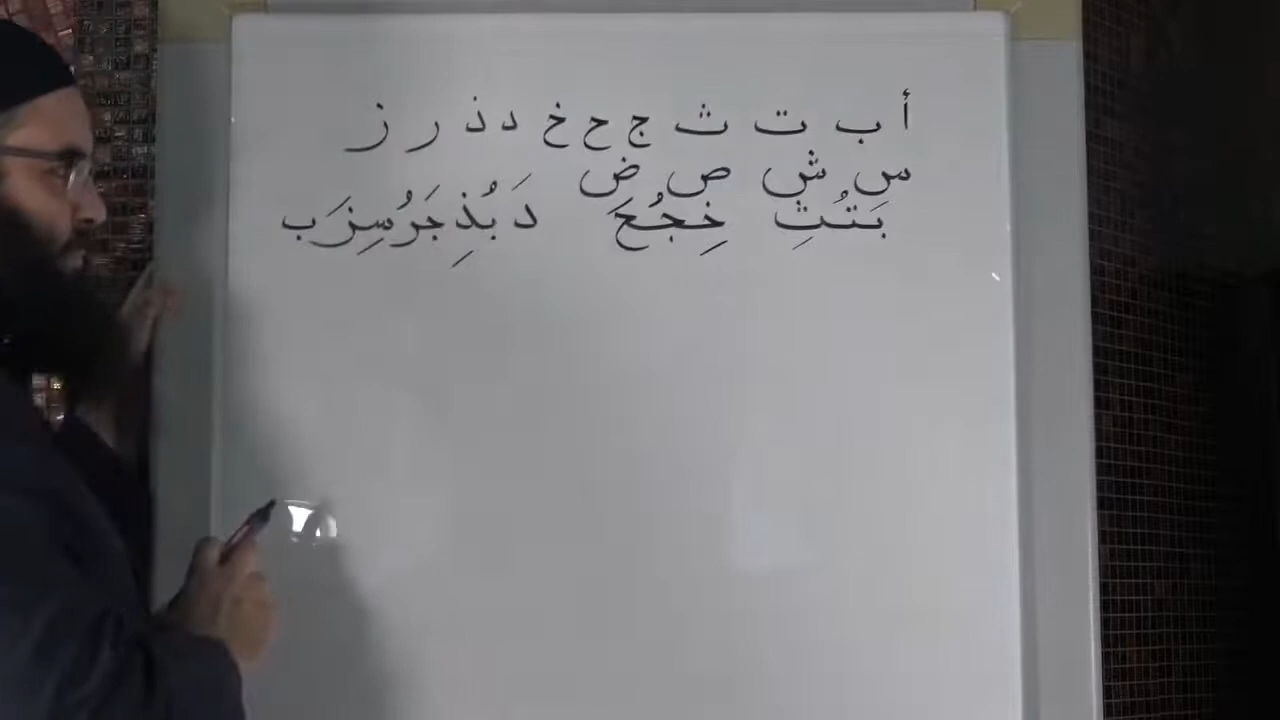 أ ب ت ث ج ح خ د ذ ر ز
س ش ص ض
بَتُثِ خِجُحَ دَ بُذِجَرُسِزَب